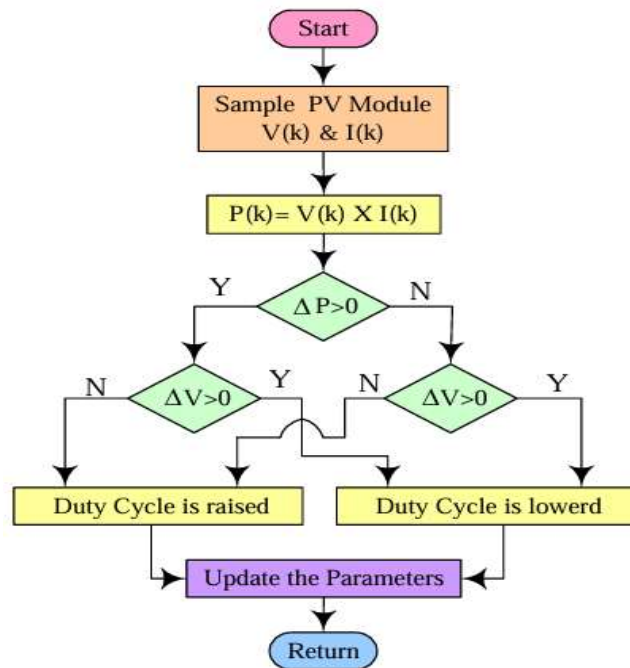 Start
Sample PV Module
V(k) & I(k)
P(k)= V(k) X I(k)
Y
ΔP>0
N
N
ΔV>0
Y
N
ΔV>0
Y
Duty Cycle is raised
Duty Cycle is lowerd
Update the Parameters
Return